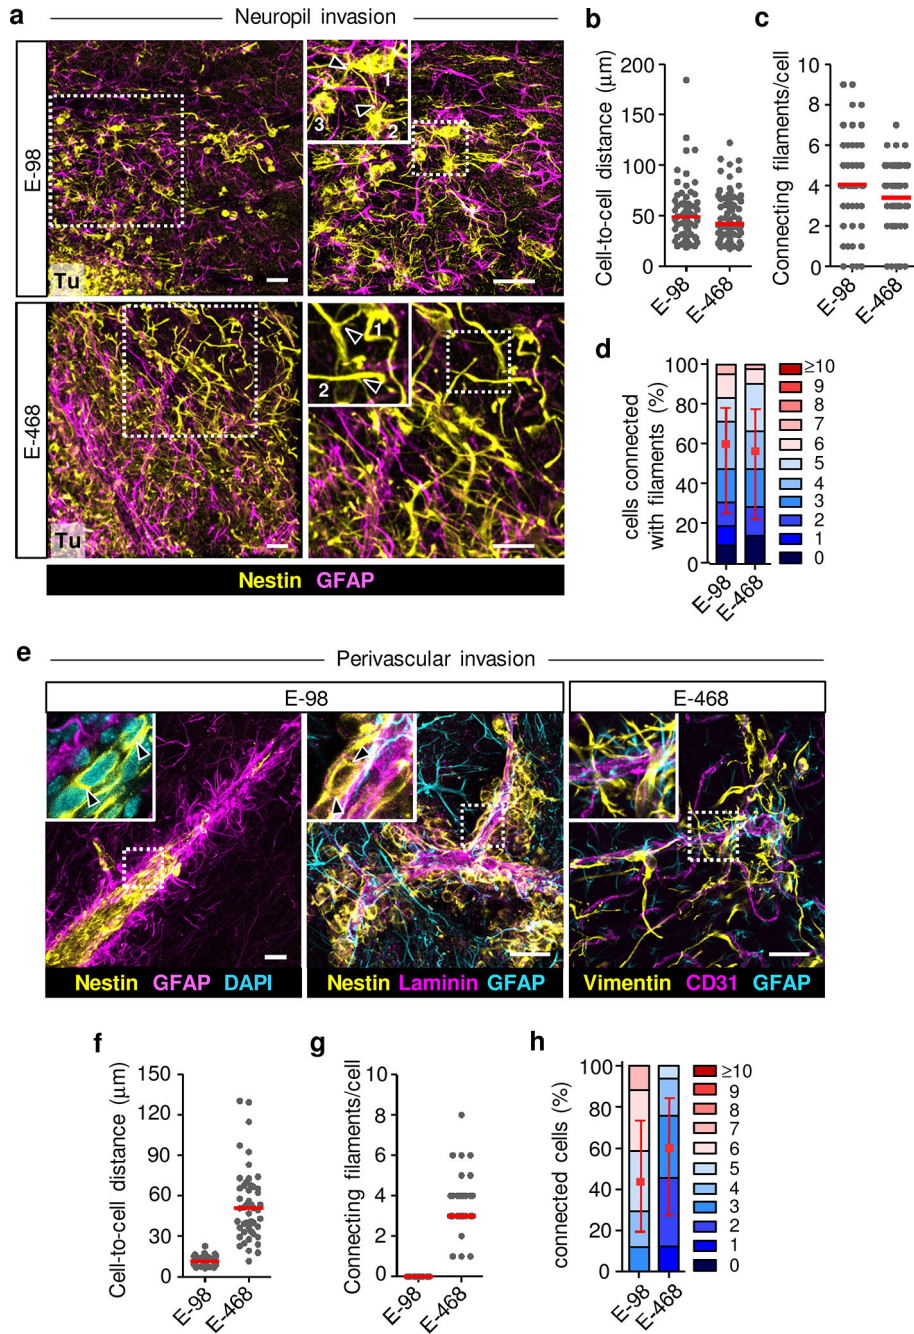 a
Neuropil invasion
E-98
Tu
1
2
3
E-468
Tu
1
2
Nestin GFAP
b
Cell-to-cell distance (µm)
200
150
100
50
0
E-98
E-468
c
Connecting filaments/cell
10
8
6
4
2
0
E-98
E-468
d
cells connected
with filaments (%)
100
80
60
40
20
0
E-98
E-468
≥10
9
8
7
6
5
4
3
2
1
0
e
Perivascular invasion
E-98
E-468
Nestin GFAP DAPI
Nestin Laminin GFAP
Vimentin CD31 GFAP
f
Cell-to-cell distance (µm)
150
120
90
60
30
0
E-98
E-468
g
Connecting filaments/cell
10
8
6
4
2
0
E-98
E-468
h
connected cells (%)
100
80
60
40
20
0
E-98
E-468
≥10
9
8
7
6
5
4
3
2
1
0